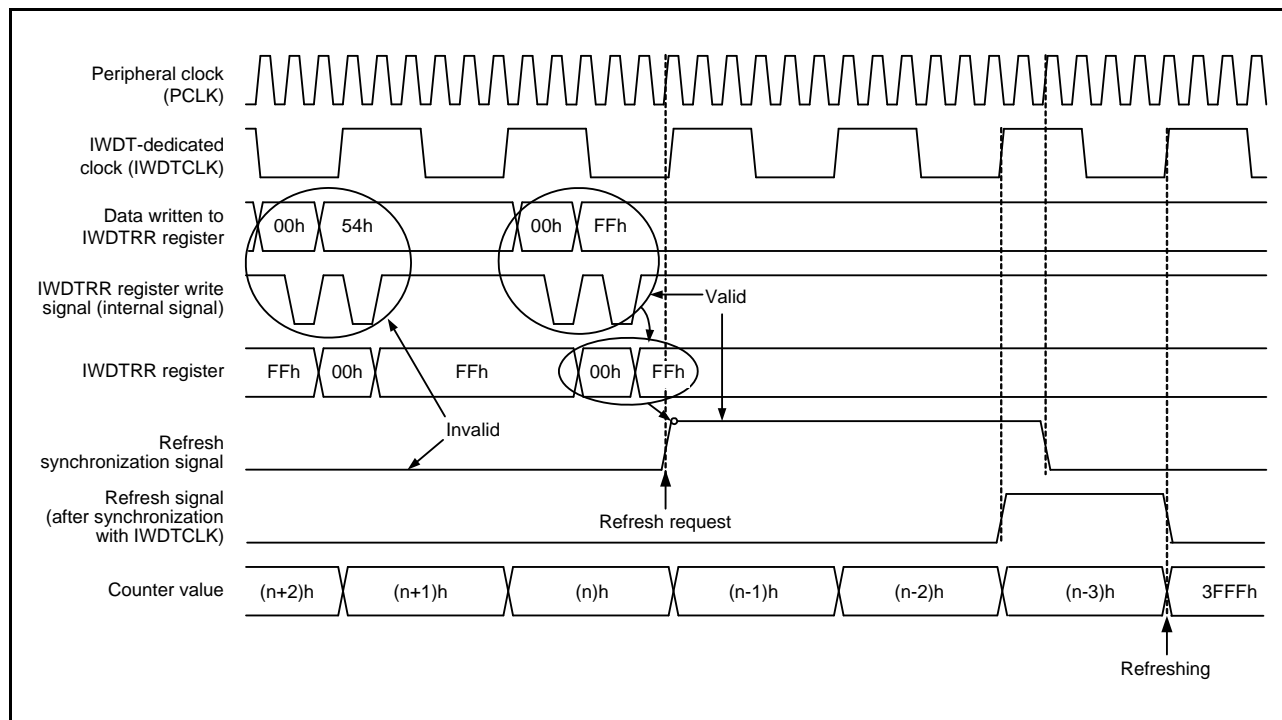 Peripheral clock
(PCLK)
IWDT-dedicated
clock (IWDTCLK)
Data written to
IWDTRR register
00h 54h 00h FFh
IWDTRR register write
signal (internal signal)
Valid
IWDTRR register
FFh 00h FFh 00h FFh
Invalid
Refresh
synchronization signal
Refresh signal
(after synchronization
with IWDTCLK)
Refresh request
Counter value
(n+2)h (n+1)h (n)h (n-1)h (n-2)h (n-3)h 3FFFh
Refreshing